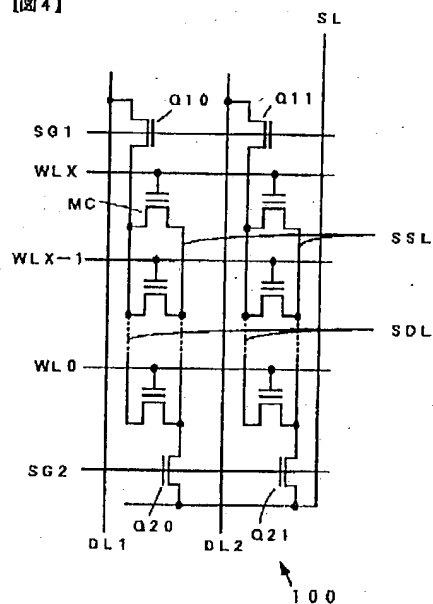 【図4】
SL
Q10
Q11
SG1
WLX
MC
SSL
WLX-1
SDL
WL0
SG2
Q20
Q21
DL1
DL2
100